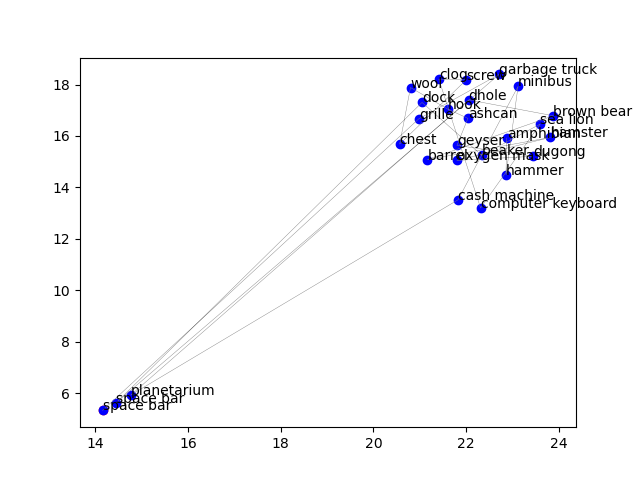 garbage truck
clog
screw
minibus
wool
dock
dhole
hook
brown bear
grille
ashcan
sea lion
amphibian
hamster
chest
geyser
beaker
dugong
barrel
oxygen mask
hammer
cash machine
computer keyboard
planetarium
space bar
space bar
18
16
14
12
10
8
6
14 16 18 20 22 24